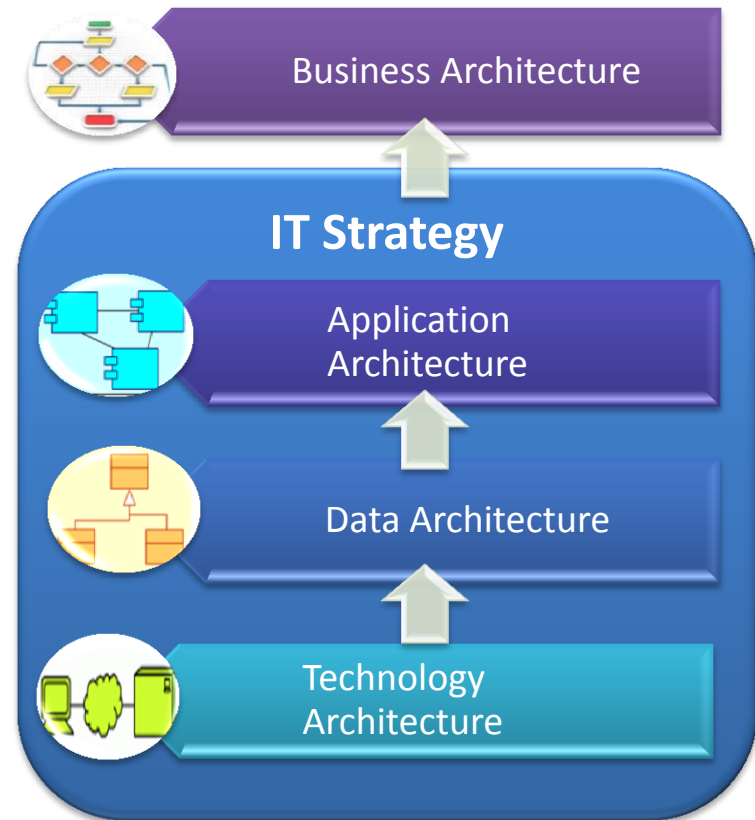 Business Architecture
IT Strategy
Application
Architecture
Data Architecture
Technology
Architecture